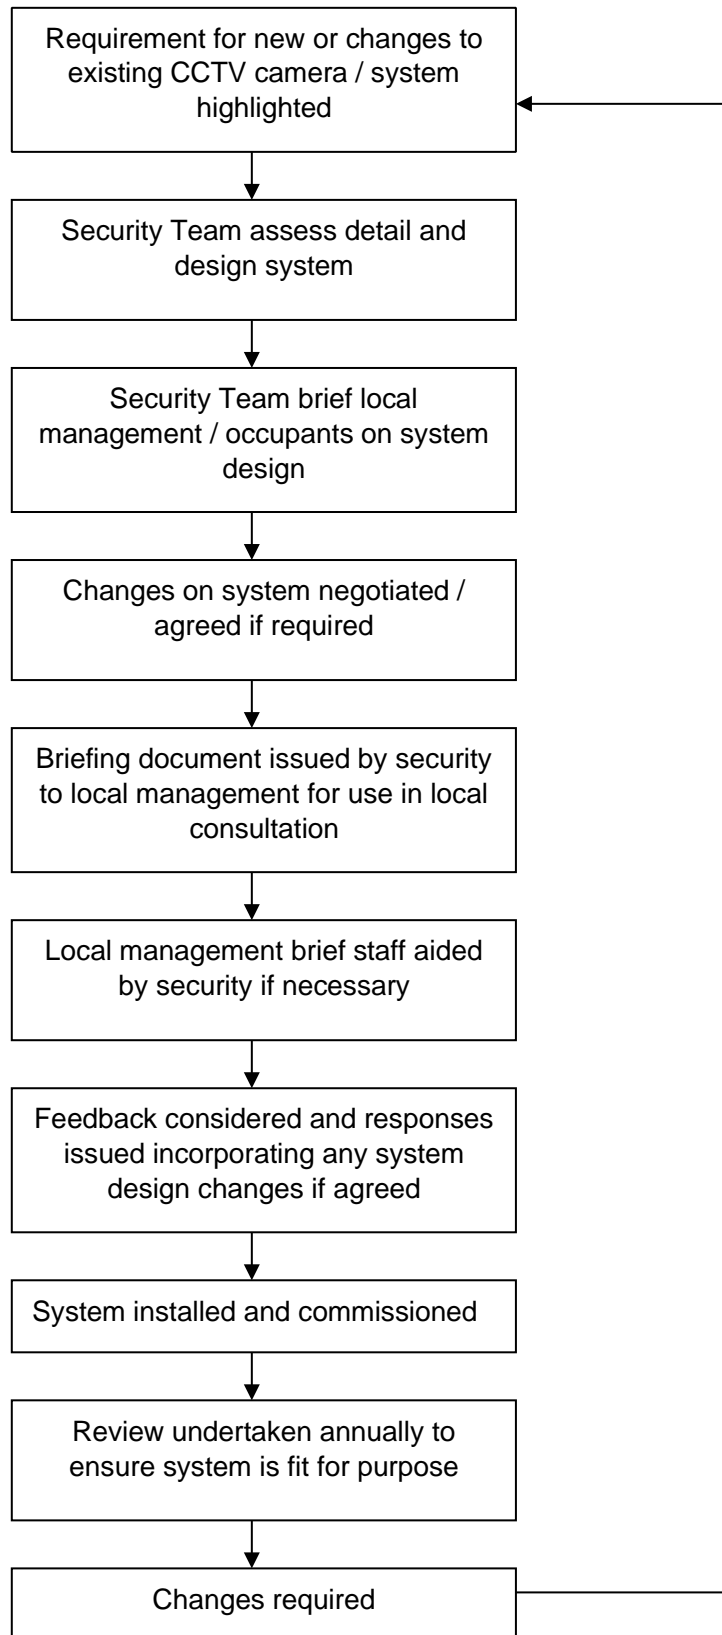 Requirement for new or changes to
existing CCTV camera / system
highlighted
Security Team assess detail and
design system
Security Team brief local
management / occupants on system
design
Changes on system negotiated /
agreed if required
Briefing document issued by security
to local management for use in local
consultation
Local management brief staff aided
by security if necessary
Feedback considered and responses
issued incorporating any system
design changes if agreed
System installed and commissioned
Review undertaken annually to
ensure system is fit for purpose
Changes required